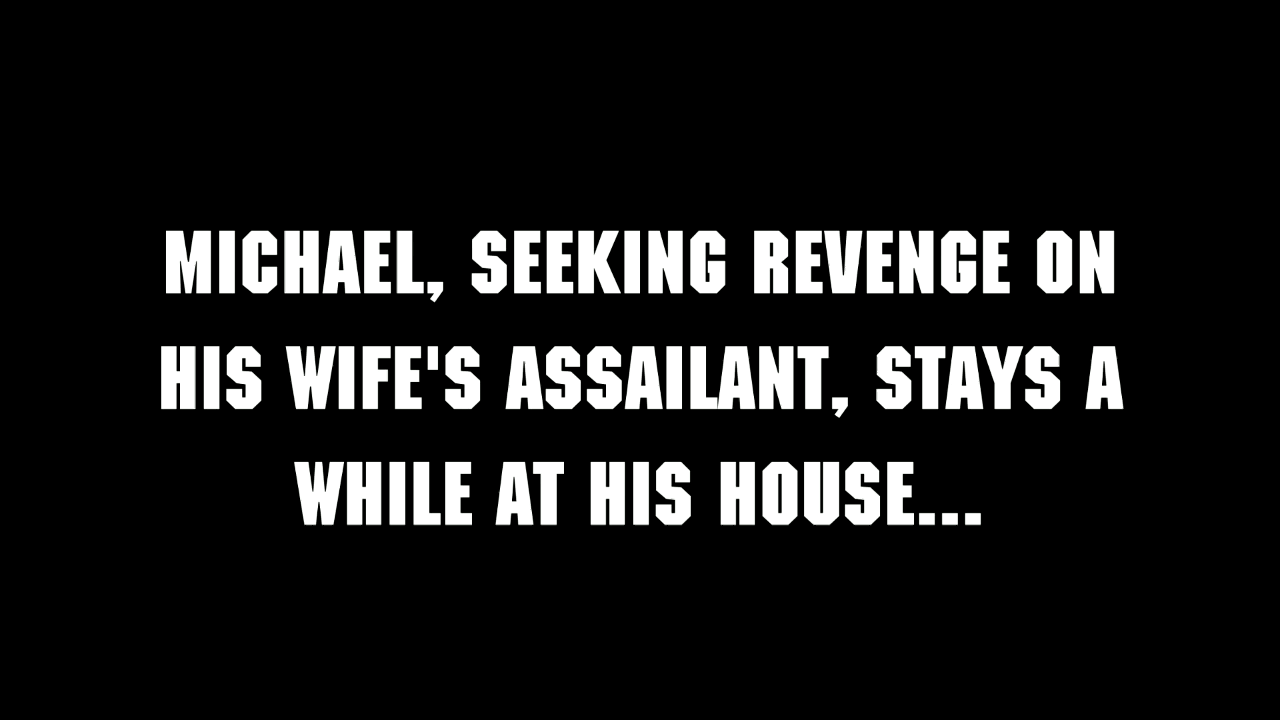 MICHAEL, SEEKING REVENGE ON
HIS WIFE'S ASSAILANT, STAYS A
WHILE AT HIS HOUSE...